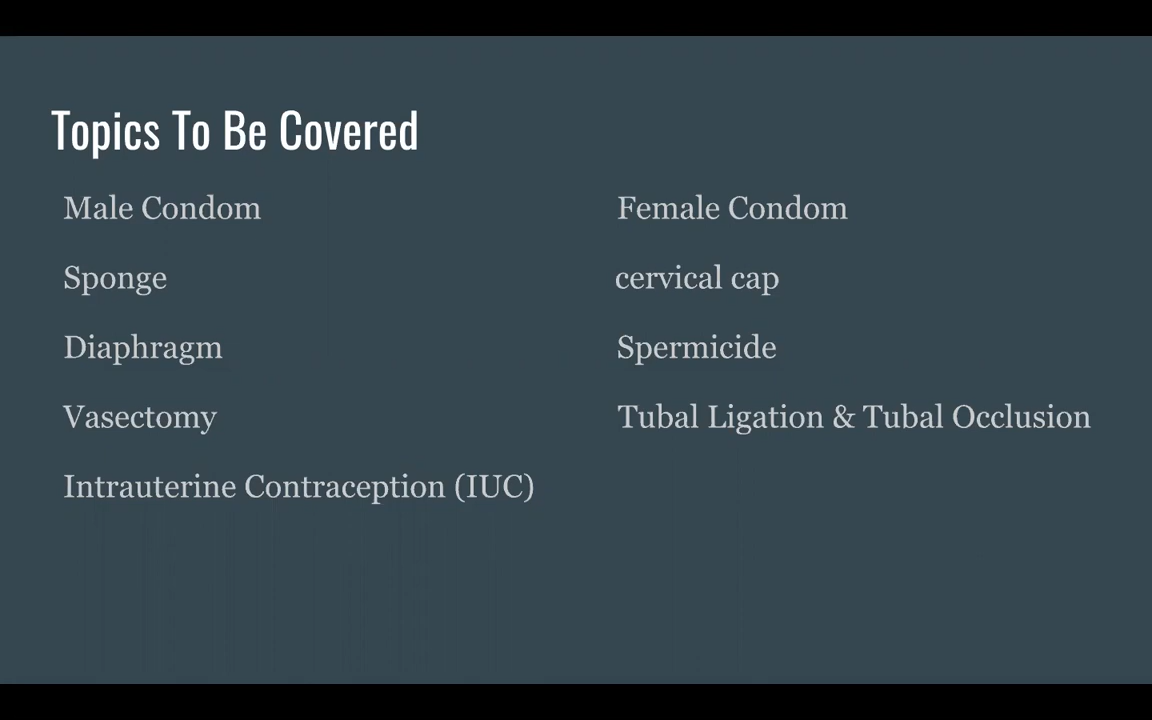 Topics To Be Covered
Male Condom
Sponge
Diaphragm
Vasectomy
Intrauterine Contraception (IUC)
Female Condom
cervical cap
Spermicide
Tubal Ligation & Tubal Occlusion